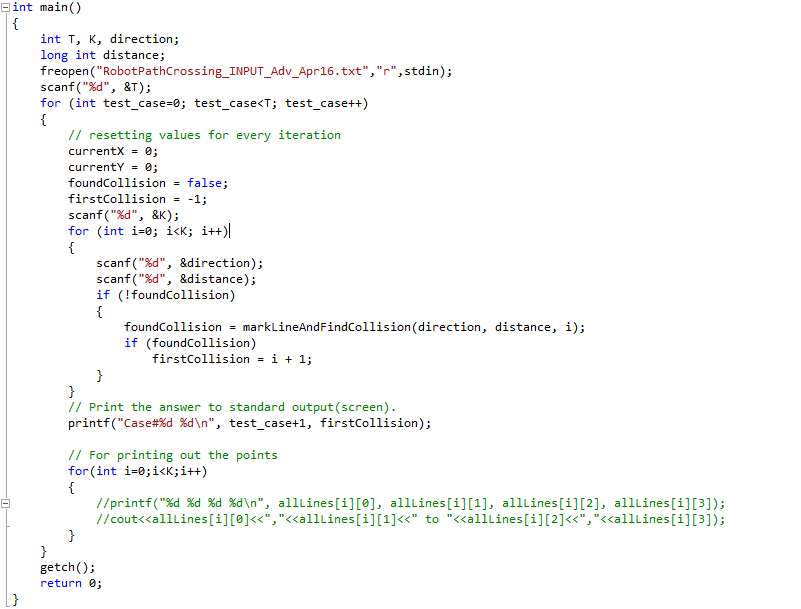 int main()
{
    int T, K, direction;
    long int distance;
    freopen("RobotPathCrossing_INPUT_Adv_Apr16.txt","r",stdin);
    scanf("%d", &T);
    for (int test_case=0; test_case<T; test_case++)
    {
        // resetting values for every iteration
        currentX = 0;
        currentY = 0;
        foundCollision = false;
        firstCollision = -1;
        scanf("%d", &K);
        for (int i=0; i<K; i++)
        {
            scanf("%d", &direction);
            scanf("%d", &distance);
            if (!foundCollision)
            {
                foundCollision = markLineAndFindCollision(direction, distance, i);
                if (foundCollision)
                    firstCollision = i + 1;
            }
        }
        // Print the answer to standard output(screen).
        printf("Case#%d %d\n", test_case+1, firstCollision);

        // For printing out the points
        for(int i=0;i<K;i++)
        {
            //printf("%d %d %d %d\n", allLines[i][0], allLines[i][1], allLines[i][2], allLines[i][3]);
            //cout<<allLines[i][0]<<","<<allLines[i][1]<<" to "<<allLines[i][2]<<","<<allLines[i][3]);
        }
    }
    getch();
    return 0;
}